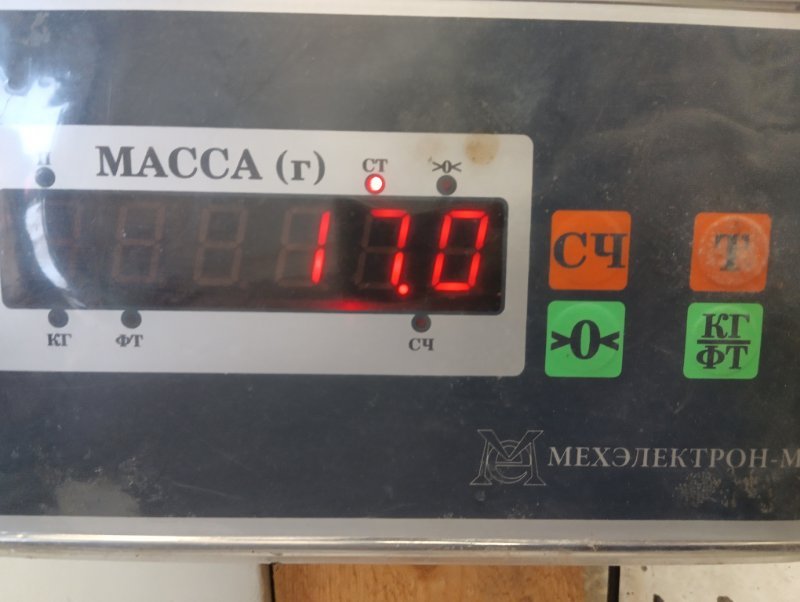 МАССА (г)
СТ
>0<
17.0
КГ
ФТ
СЧ
СЧ
Т
>0<
КГ
ФТ
МЕХЭЛЕКТРОН-М